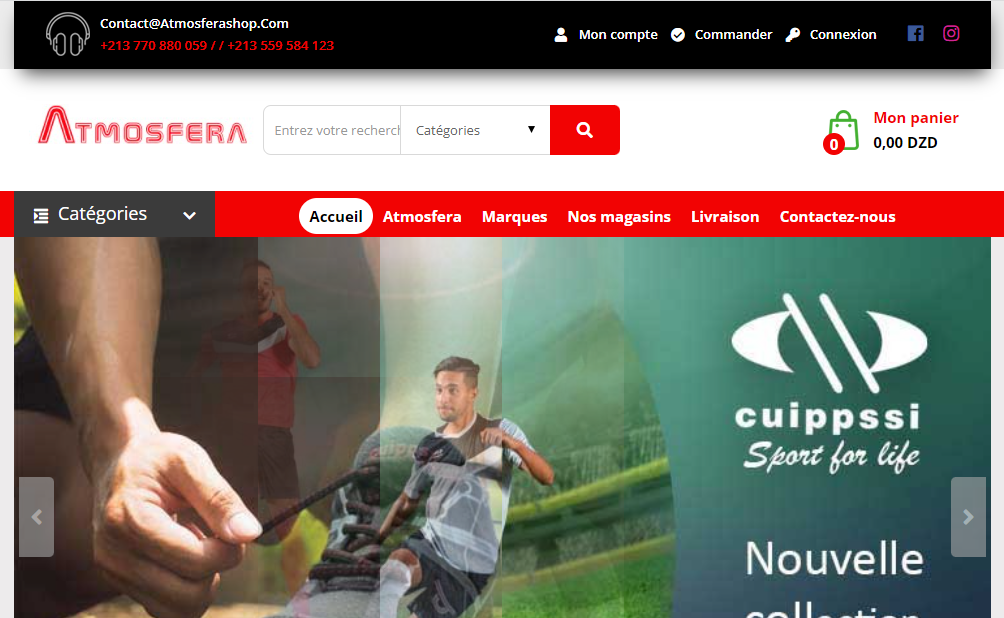 Contact@Atmosferashop.Com
+213 770 880 059 / / +213 559 584 123
Mon compte
Commander
Connexion
ATMOSFERA
Entrez votre recherch
Catégories
0
Mon panier
0,00 DZD
Catégories
Accueil
Atmosfera
Marques
Nos magasins
Livraison
Contactez-nous
cuippssi
Sport for life
Nouvelle
collection